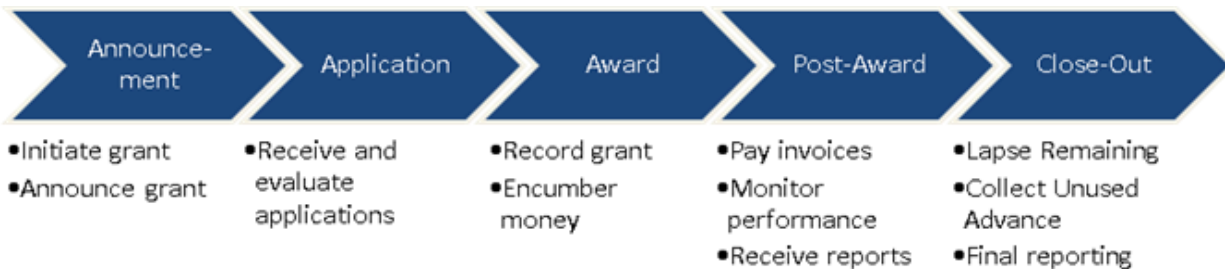 Announce-
ment
Application
Award
Post-Award
Close-Out
•Initiate grant
•Announce grant
•Receive and
evaluate
applications
•Record grant
•Encumber
money
•Pay invoices
•Monitor
performance
•Receive reports
•Lapse Remaining
•Collect Unused
Advance
•Final reporting